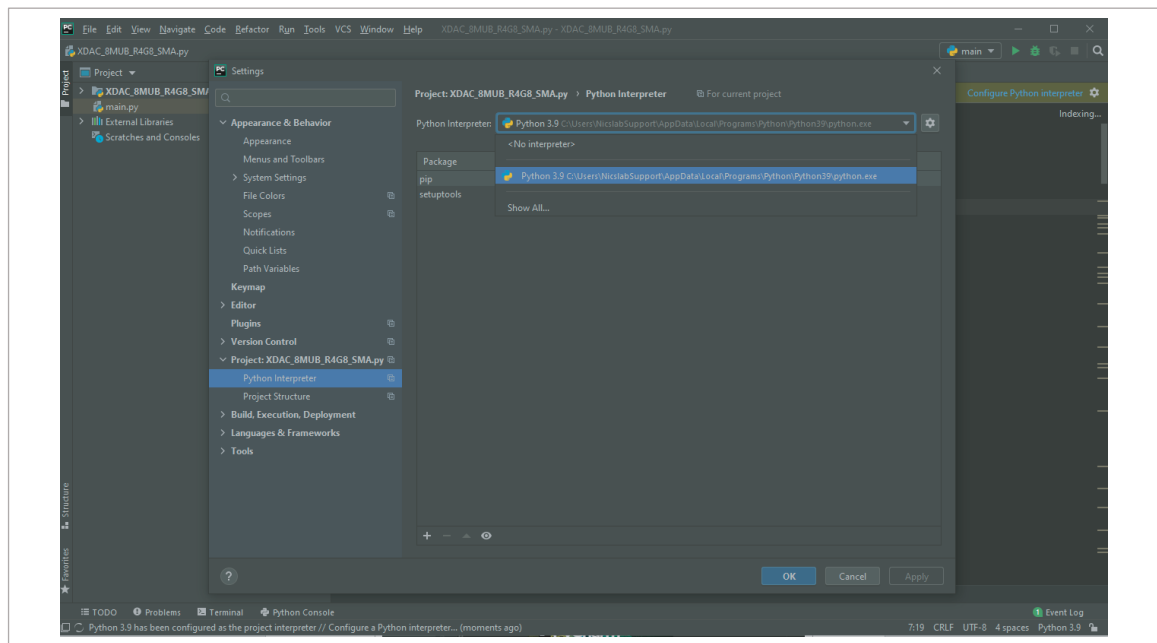 PC File Edit View Navigate Code Refactor Run Tools VCS Window Help XDAC_8MUB_R4G8_SMA.py - XDAC_8MUB_R4G8_SMA.py
XDAC_8MUB_R4G8_SMA.py
main
Project
Project
XDAC_8MUB_R4G8_SMA
main.py
External Libraries
Scratches and Consoles
PC Settings
Appearance & Behavior
Appearance
Menus and Toolbars
System Settings
File Colors
Scopes
Notifications
Quick Lists
Path Variables
Keymap
Editor
Plugins
Version Control
Project: XDAC_8MUB_R4G8_SMA.py
Python Interpreter
Project Structure
Build, Execution, Deployment
Languages & Frameworks
Tools
Project: XDAC_8MUB_R4G8_SMA.py › Python Interpreter For current project
Python Interpreter: Python 3.9 C:\Users\NicslabSupport\AppData\Local\Programs\Python\Python39\python.exe
<No interpreter>
Python 3.9 C:\Users\NicslabSupport\AppData\Local\Programs\Python\Python39\python.exe
Show All...
Package
pip
setuptools
Configure Python interpreter
Indexing...
? OK Cancel Apply
Structure
Favorites
TODO Problems Terminal Python Console 1 Event Log
Python 3.9 has been configured as the project interpreter // Configure a Python interpreter... (moments ago) 7:19 CRLF UTF-8 4 spaces Python 3.9